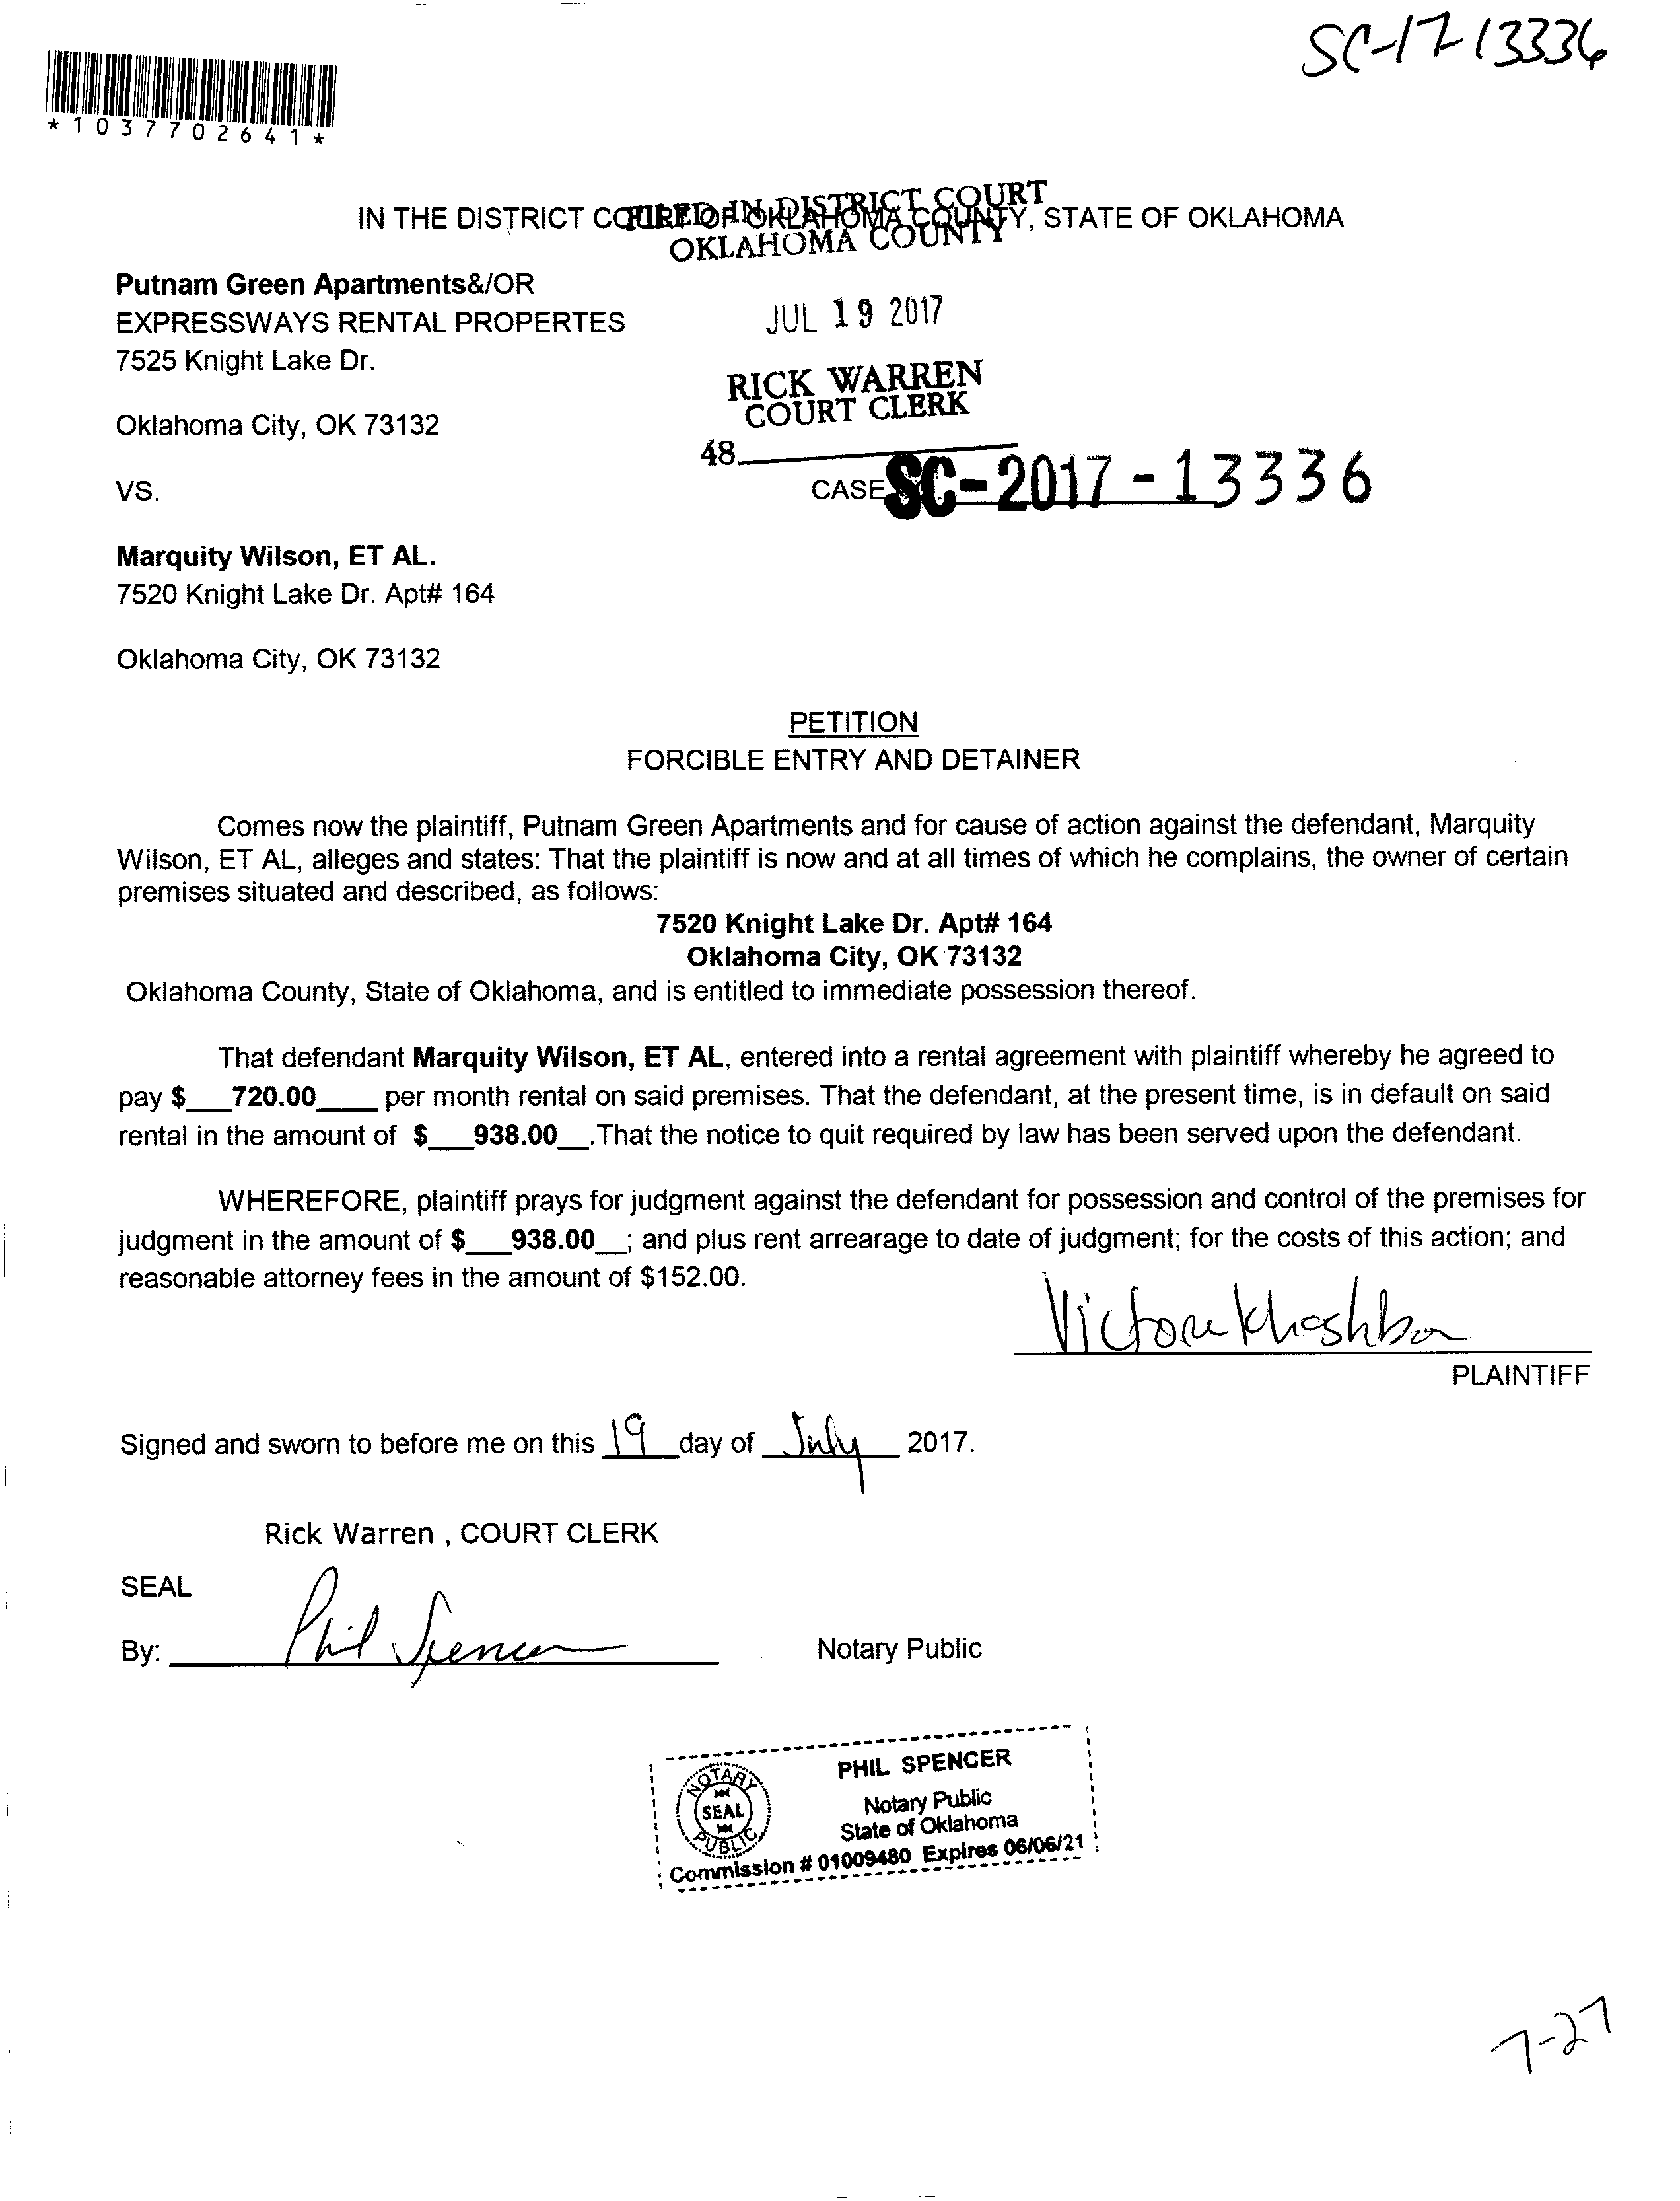 SC-17-13336
*1037702641*
IN THE DISTRICT COURT OF OKLAHOMA COUNTY, STATE OF OKLAHOMA
FILED IN DISTRICT COURT
OKLAHOMA COUNTY
Putnam Green Apartments&/OR
EXPRESSWAYS RENTAL PROPERTES
JUL 19 2017
7525 Knight Lake Dr.
RICK WARREN
COURT CLERK
Oklahoma City, OK 73132
48
VS.
CASE SC-2017-13336
Marquity Wilson, ET AL.
7520 Knight Lake Dr. Apt# 164
Oklahoma City, OK 73132
PETITION
FORCIBLE ENTRY AND DETAINER
Comes now the plaintiff, Putnam Green Apartments and for cause of action against the defendant, Marquity
Wilson, ET AL, alleges and states: That the plaintiff is now and at all times of which he complains, the owner of certain
premises situated and described, as follows:
7520 Knight Lake Dr. Apt# 164
Oklahoma City, OK 73132
Oklahoma County, State of Oklahoma, and is entitled to immediate possession thereof.
That defendant Marquity Wilson, ET AL, entered into a rental agreement with plaintiff whereby he agreed to
pay $___720.00____ per month rental on said premises. That the defendant, at the present time, is in default on said
rental in the amount of $___938.00__.That the notice to quit required by law has been served upon the defendant.
WHEREFORE, plaintiff prays for judgment against the defendant for possession and control of the premises for
judgment in the amount of $___938.00__; and plus rent arrearage to date of judgment; for the costs of this action; and
reasonable attorney fees in the amount of $152.00.
PLAINTIFF
Signed and sworn to before me on this 19 day of July 2017.
Rick Warren , COURT CLERK
SEAL
By: Phil Spencer Notary Public
NOTARY
SEAL
PUBLIC
PHIL SPENCER
Notary Public
State of Oklahoma
Commission # 01009480 Expires 06/06/21
7-27